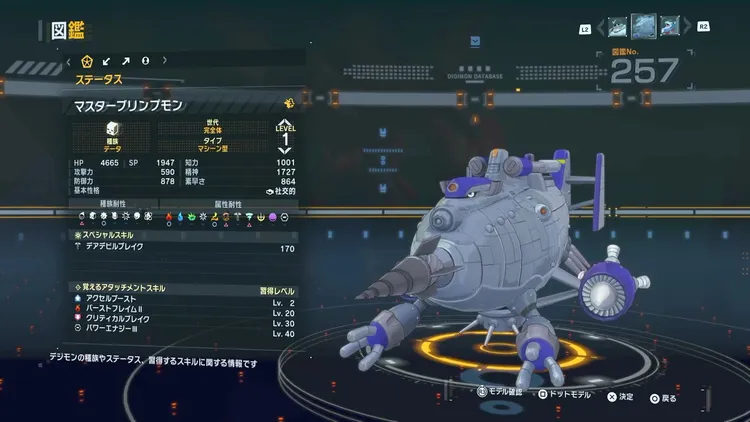 図鑑
L2
R2
図鑑No.
257
DIGIMON DATABASE
ステータス
マスターブリンプモン
種族
データ
世代
完全体
タイプ
マシーン型
LEVEL
1
HP 4665 SP 1947 知力 1001
攻撃力 590 精神 1727
防御力 878 素早さ 864
基本性格 社交的
種族耐性 属性耐性
スペシャルスキル
デアデビルブレイク 170
覚えるアタッチメントスキル 習得レベル
アクセルブースト Lv. 2
バーストフレイムII Lv. 20
クリティカルブレイク Lv. 30
パワーエナジーIII Lv. 40
デジモンの種族やステータス、習得するスキルに関する情報です
R3 モデル確認 ドットモデル 決定 戻る